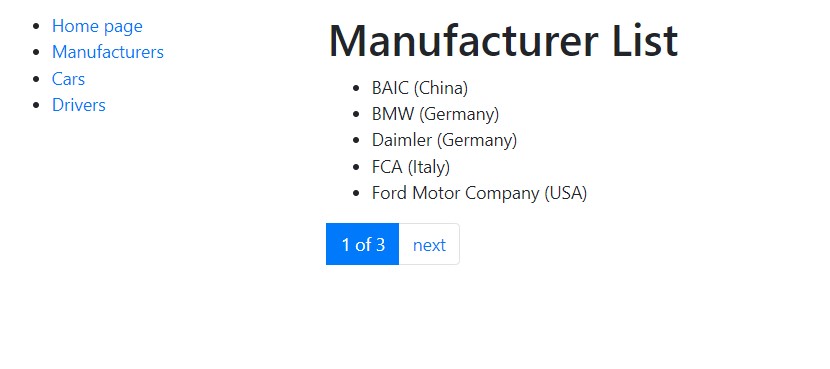 Home page
Manufacturers
Cars
Drivers
Manufacturer List
BAIC (China)
BMW (Germany)
Daimler (Germany)
FCA (Italy)
Ford Motor Company (USA)
1 of 3 next